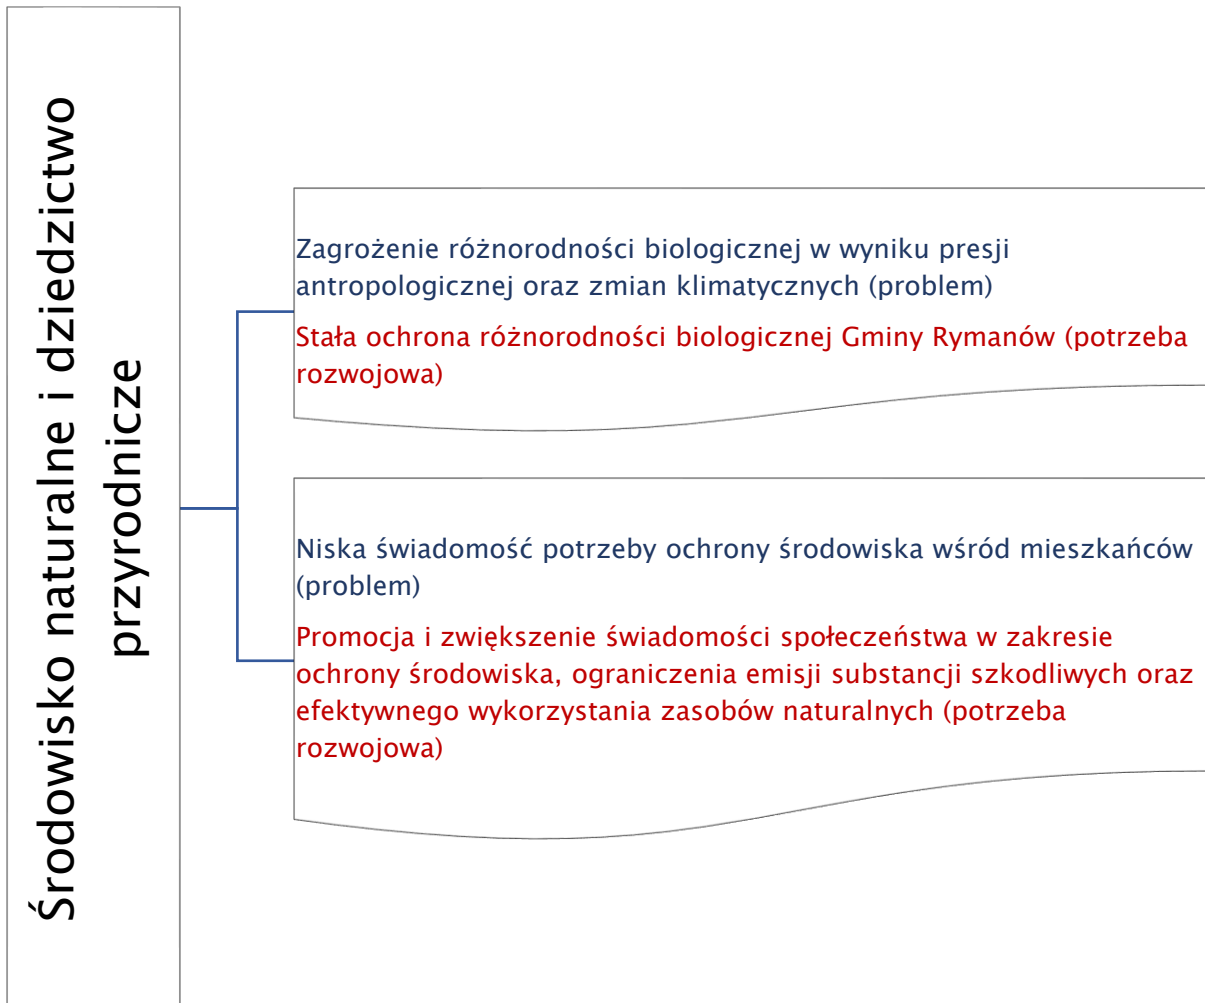 Środowisko naturalne i dziedzictwo
przyrodnicze
Zagrożenie różnorodności biologicznej w wyniku presji
antropologicznej oraz zmian klimatycznych (problem)
Stała ochrona różnorodności biologicznej Gminy Rymanów (potrzeba
rozwojowa)
Niska świadomość potrzeby ochrony środowiska wśród mieszkańców
(problem)
Promocja i zwiększenie świadomości społeczeństwa w zakresie
ochrony środowiska, ograniczenia emisji substancji szkodliwych oraz
efektywnego wykorzystania zasobów naturalnych (potrzeba
rozwojowa)